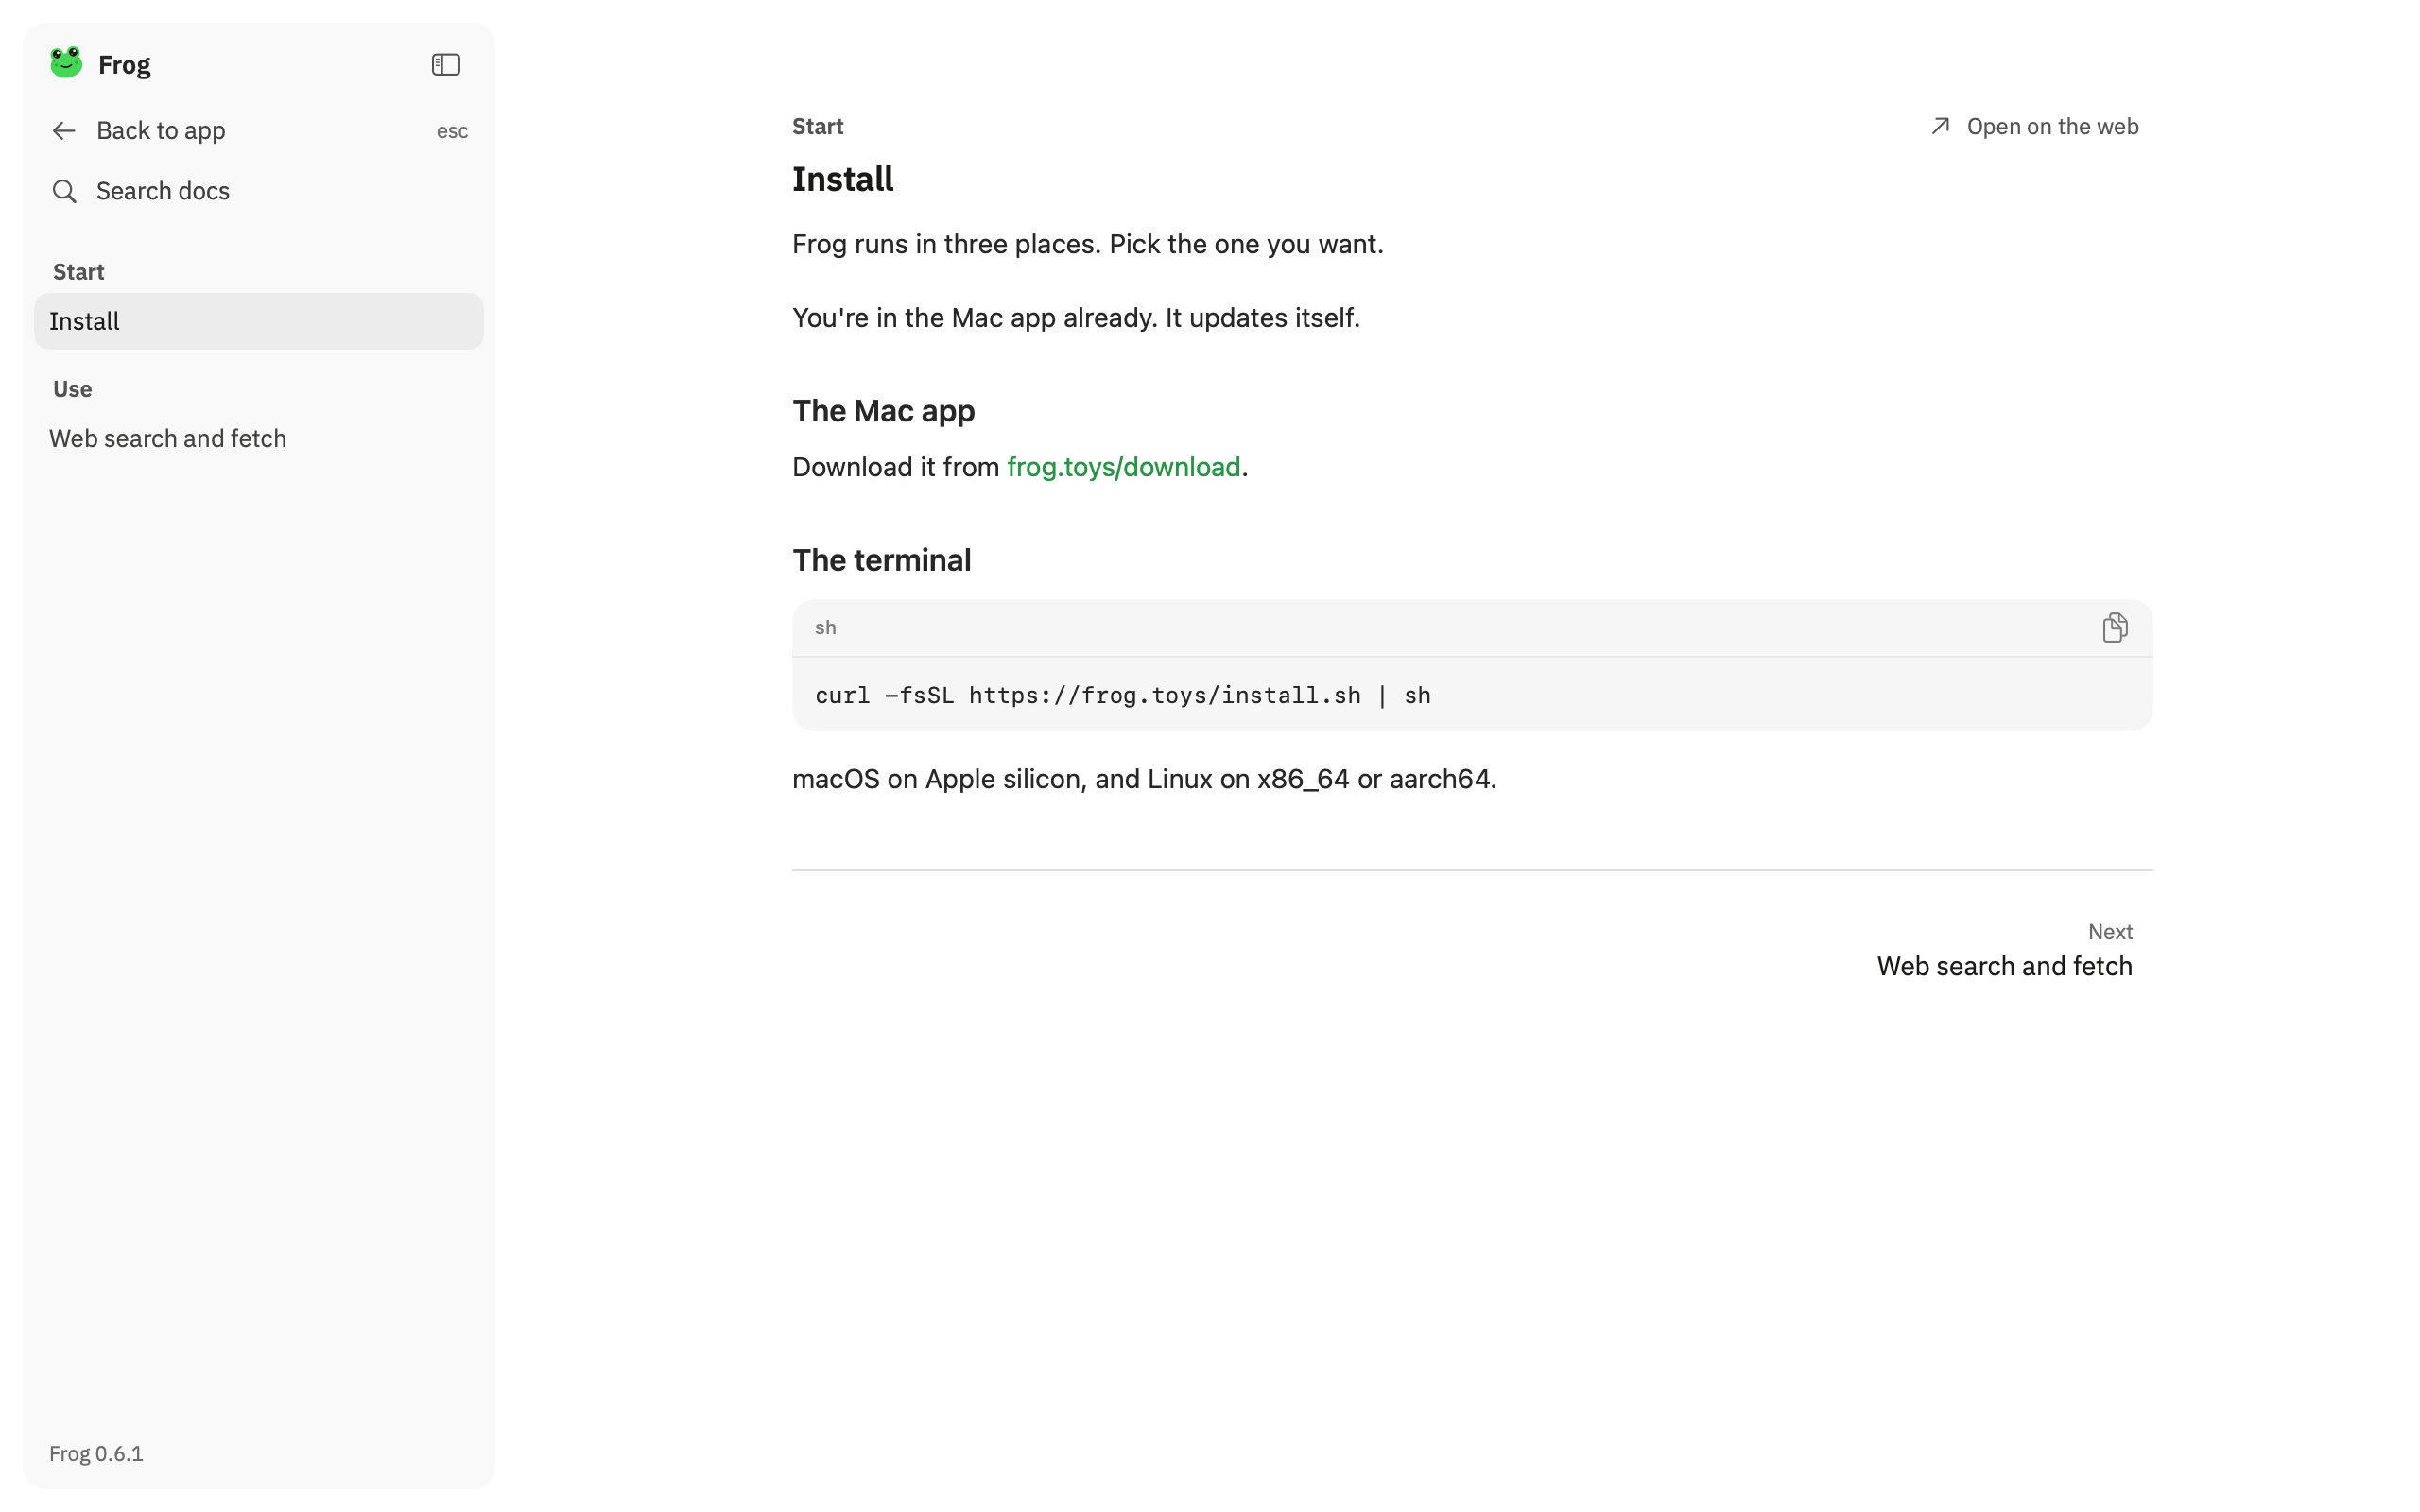 Frog
Back to app
esc
Search docs
Start
Install
Use
Web search and fetch
Frog 0.6.1
Start
Open on the web
Install
Frog runs in three places. Pick the one you want.
You're in the Mac app already. It updates itself.
The Mac app
Download it from frog.toys/download.
The terminal
sh
curl -fsSL https://frog.toys/install.sh | sh
macOS on Apple silicon, and Linux on x86_64 or aarch64.
Next
Web search and fetch